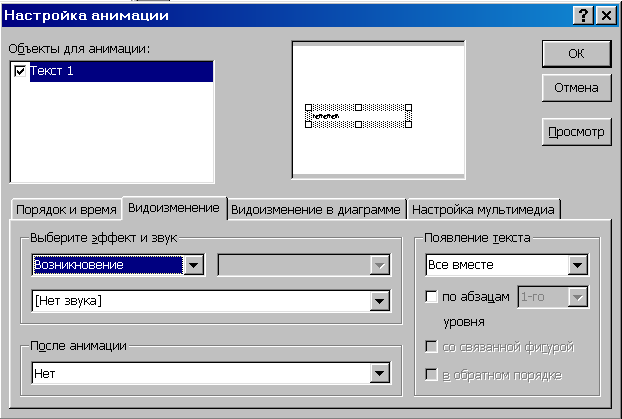 Настройка анимации
Объекты для анимации:
Текст 1
ОК
Отмена
Просмотр
Порядок и время
Видоизменение
Видоизменение в диаграмме
Настройка мультимедиа
Выберите эффект и звук
Возникновение
[Нет звука]
После анимации
Нет
Появление текста
Все вместе
по абзацам 1-го
уровня
со связанной фигурой
в обратном порядке